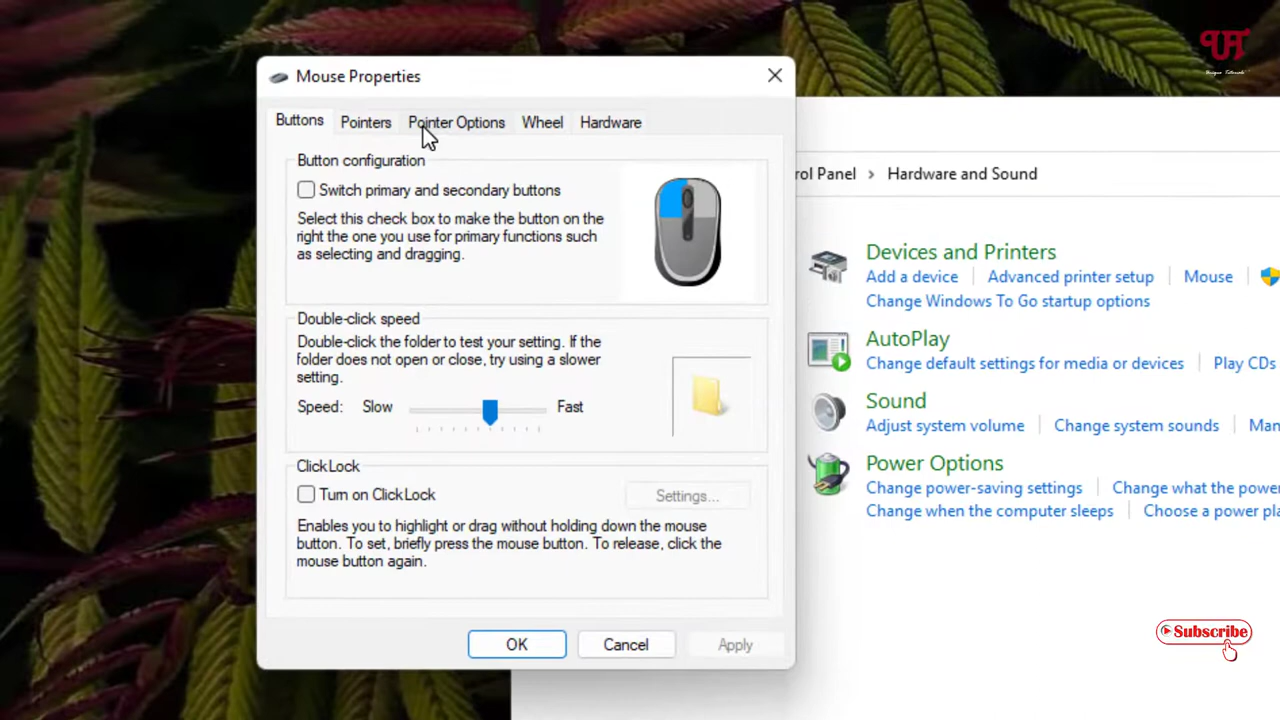 Mouse Properties
Buttons Pointers Pointer Options Wheel Hardware
Button configuration
Switch primary and secondary buttons
Select this check box to make the button on the
right the one you use for primary functions such
as selecting and dragging.
Double-click speed
Double-click the folder to test your setting. If the
folder does not open or close, try using a slower
setting.
Speed: Slow Fast
ClickLock
Turn on ClickLock Settings...
Enables you to highlight or drag without holding down the mouse
button. To set, briefly press the mouse button. To release, click the
mouse button again.
OK Cancel Apply
UA
Unique Tutorials
rol Panel > Hardware and Sound
Devices and Printers
Add a device Advanced printer setup Mouse
Change Windows To Go startup options
AutoPlay
Change default settings for media or devices Play CDs
Sound
Adjust system volume Change system sounds Man
Power Options
Change power-saving settings Change what the power
Change when the computer sleeps Choose a power pla
Subscribe